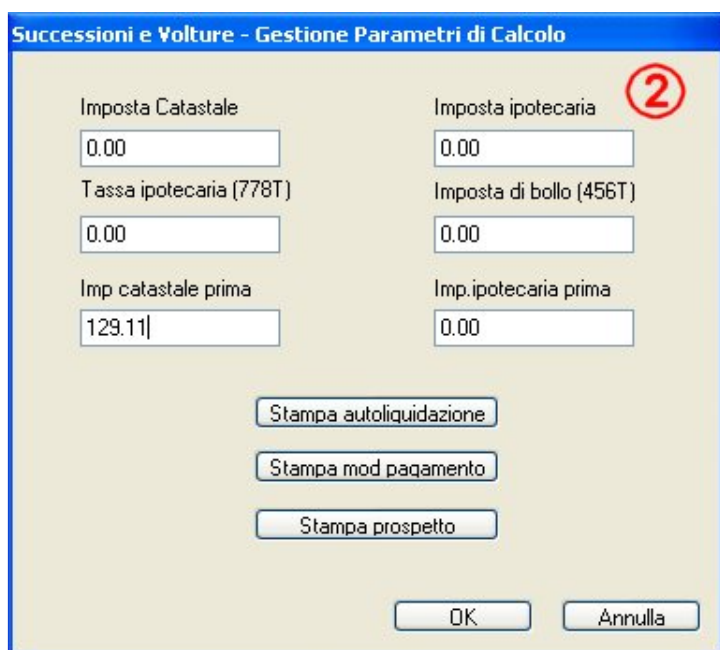 Successioni e Volture - Gestione Parametri di Calcolo
2
Imposta Catastale Imposta ipotecaria
0.00 0.00
Tassa ipotecaria (778T) Imposta di bollo (456T)
0.00 0.00
Imp catastale prima Imp.ipotecaria prima
129.11 0.00
Stampa autoliquidazione
Stampa mod pagamento
Stampa prospetto
OK Annulla